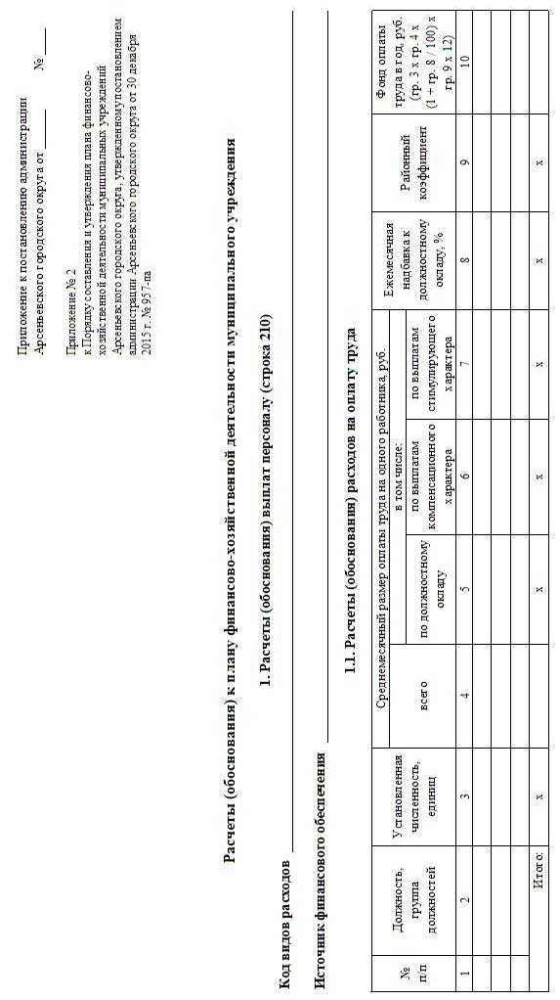 Приложение к постановлению администрации
Арсеньевского городского округа от ______ № ____
Приложение № 2
к Порядку составления и утверждения плана финансово-
хозяйственной деятельности муниципальных учреждений
Арсеньевского городского округа, утвержденному постановлением
администрации Арсеньевского городского округа от 30 декабря
2015 г. № 957-па
Расчеты (обоснования) к плану финансово-хозяйственной деятельности муниципального учреждения
1. Расчеты (обоснования) выплат персоналу (строка 210)
Код видов расходов
Источник финансового обеспечения
1.1. Расчеты (обоснования) расходов на оплату труда
№
п/п
Должность,
группа
должностей
Установленная
численность,
единиц
Среднемесячный размер оплаты труда на одного работника, руб.
всего
в том числе:
по должностному
окладу
по выплатам
компенсационного
характера
по выплатам
стимулирующего
характера
Ежемесячная
надбавка к
должностному
окладу, %
Районный
коэффициент
Фонд оплаты
труда в год, руб.
(гр. 3 х гр. 4 х
(1 + гр. 8 / 100) х
гр. 9 х 12)
1 2 3 4 5 6 7 8 9 10
Итого: х х х х х х